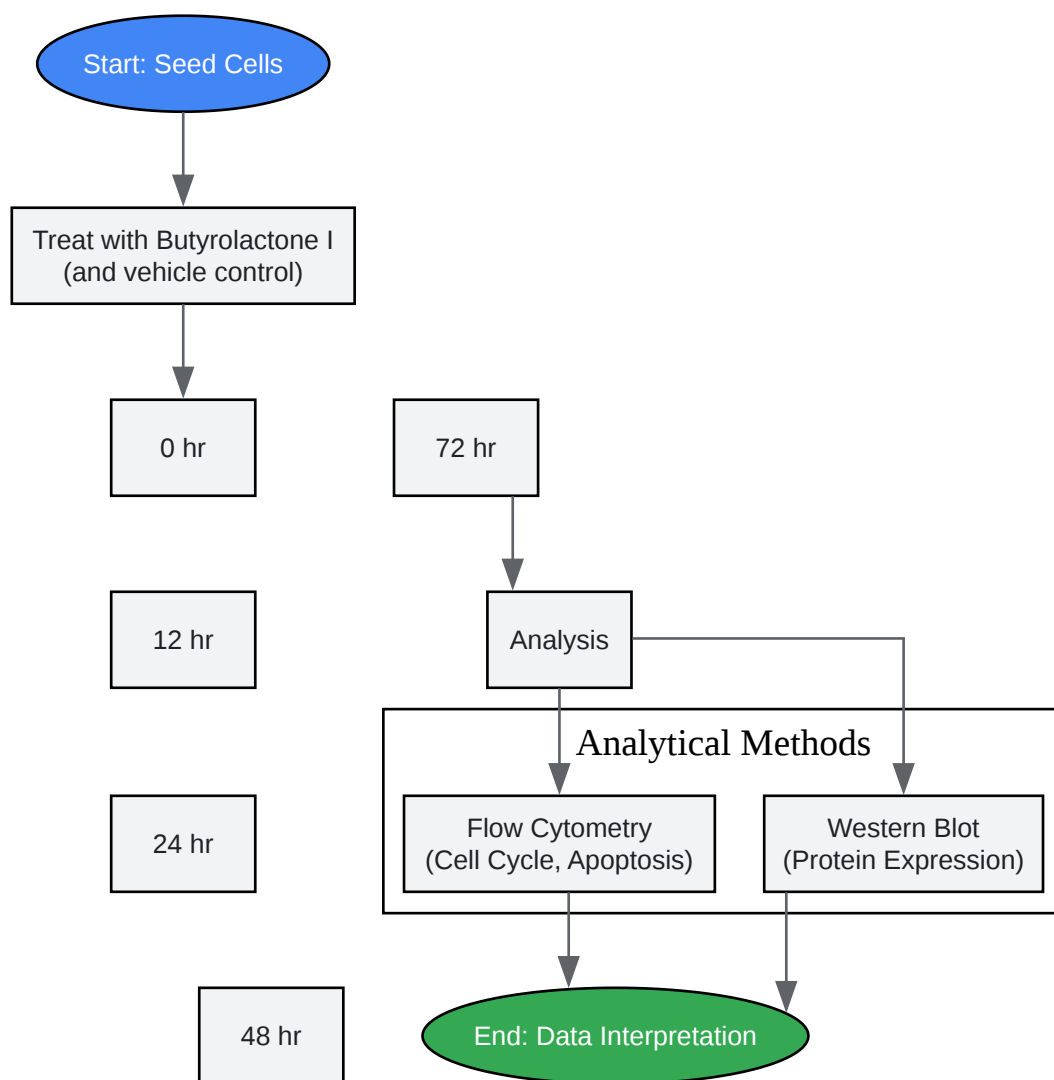 Start: Seed Cells
Treat with Butyrolactone I
(and vehicle control)
0 hr
72 hr
12 hr
Analysis
Analytical Methods
24 hr
Flow Cytometry
(Cell Cycle, Apoptosis)
Western Blot
(Protein Expression)
48 hr
End: Data Interpretation